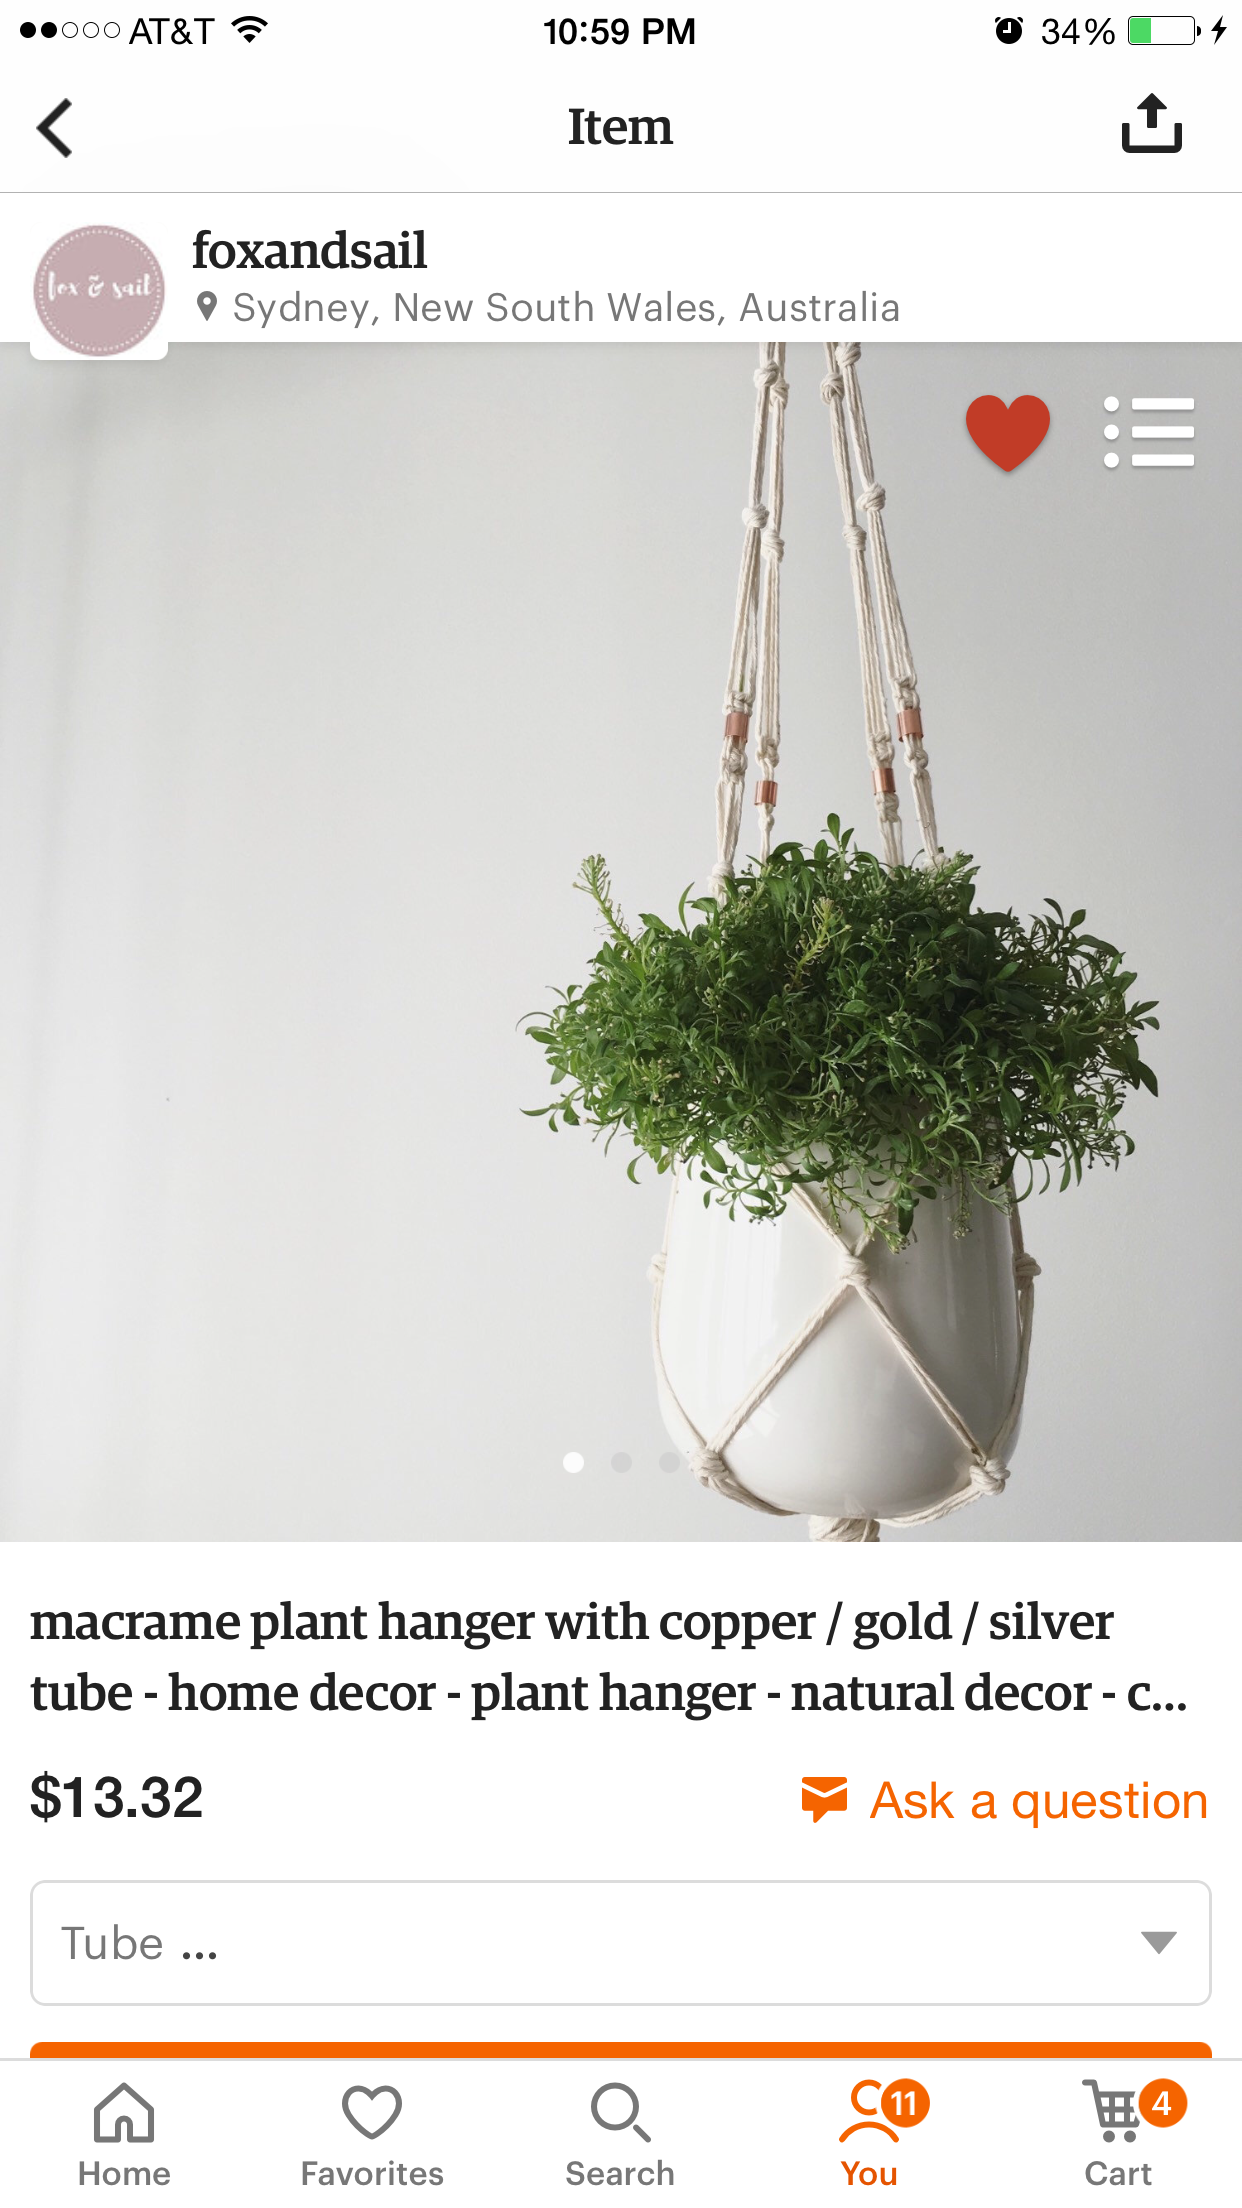 AT&T 10:59 PM 34%
Item
fox & sail
foxandsail
Sydney, New South Wales, Australia
macrame plant hanger with copper / gold / silver
tube - home decor - plant hanger - natural decor - c...
$13.32 Ask a question
Tube ...
11 4
Home Favorites Search You Cart